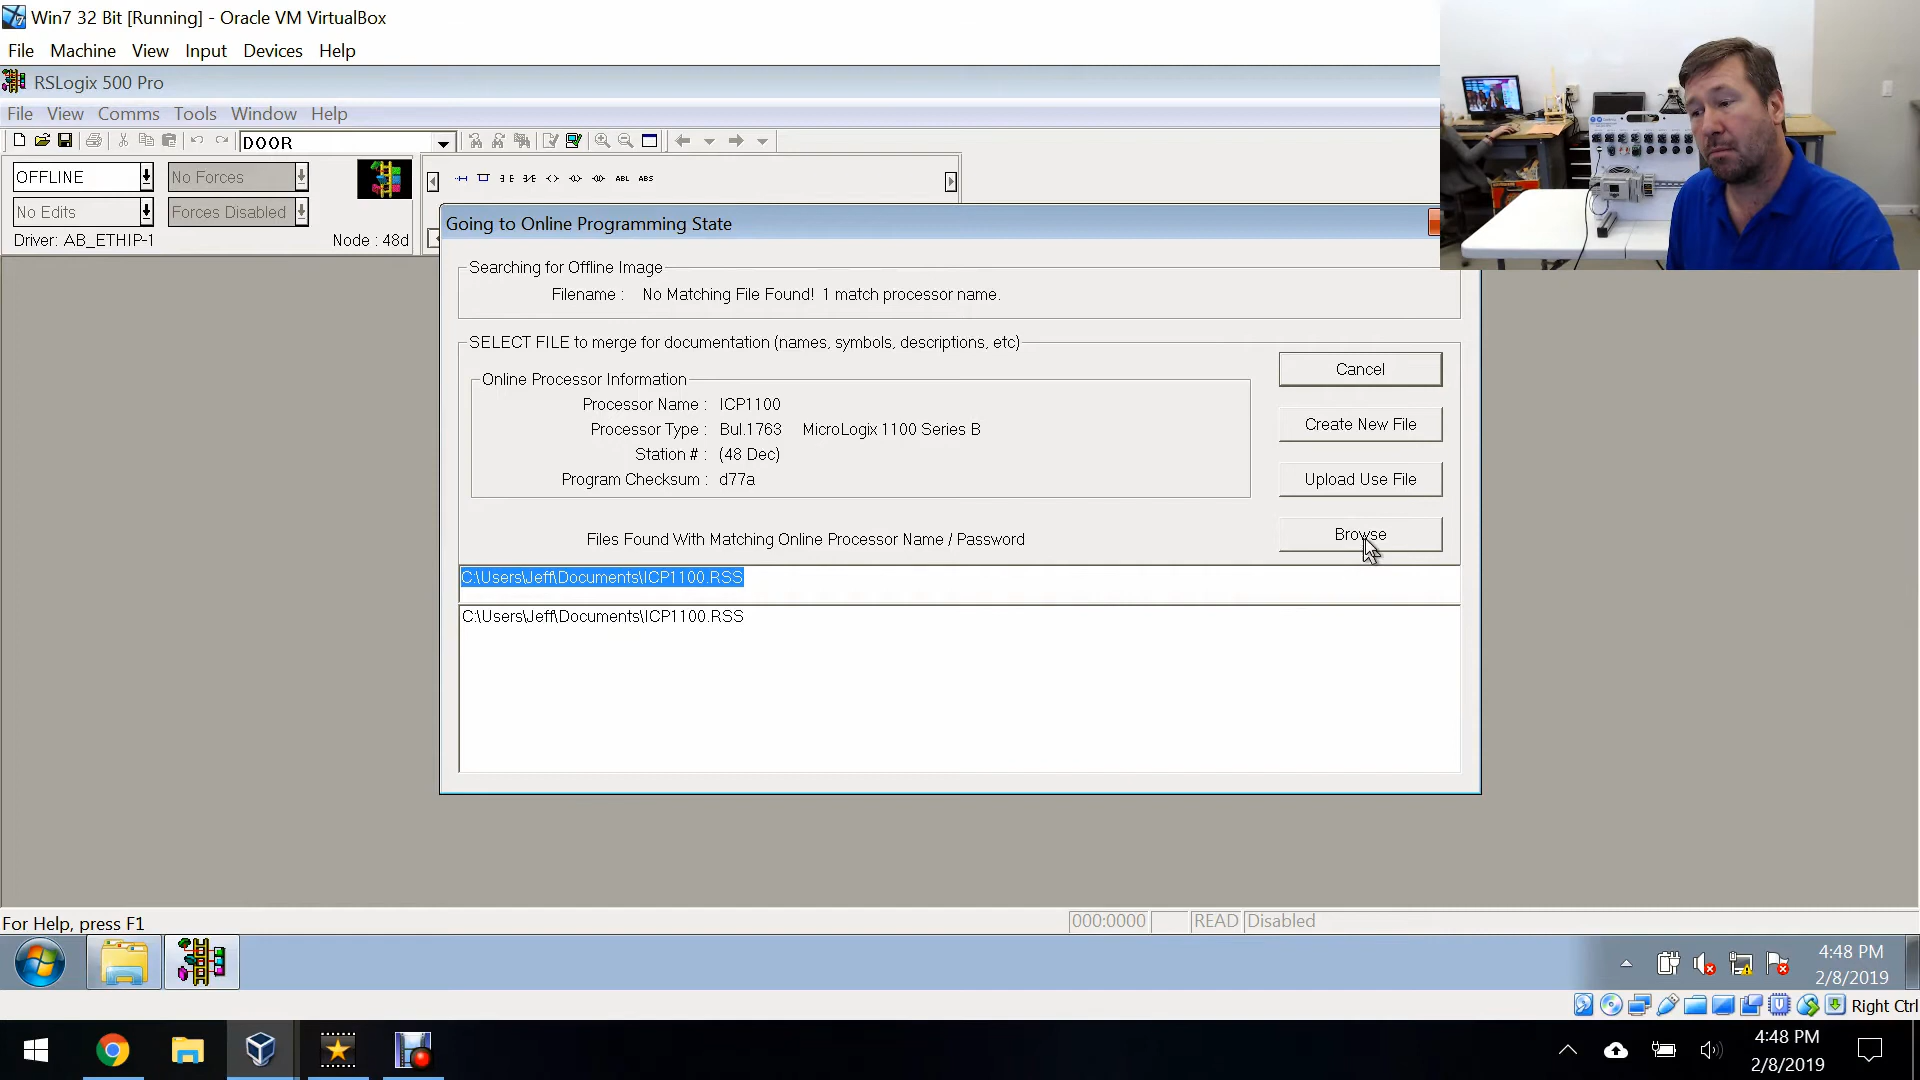 Win7 32 Bit [Running] - Oracle VM VirtualBox
File Machine View Input Devices Help
RSLogix 500 Pro
File View Comms Tools Window Help
DOOR
OFFLINE No Forces
No Edits Forces Disabled
ABL ABS
Driver: AB_ETHIP-1 Node : 48d
Going to Online Programming State
Searching for Offline Image
Filename : No Matching File Found! 1 match processor name.
SELECT FILE to merge for documentation (names, symbols, descriptions, etc)
Online Processor Information
Processor Name : ICP1100
Processor Type : Bul.1763 MicroLogix 1100 Series B
Station # : (48 Dec)
Program Checksum : d77a
Cancel
Create New File
Upload Use File
Browse
Files Found With Matching Online Processor Name / Password
C:\Users\Jeff\Documents\ICP1100.RSS
C:\Users\Jeff\Documents\ICP1100.RSS
For Help, press F1
000:0000 READ Disabled
4:48 PM
2/8/2019
Right Ctrl
4:48 PM
2/8/2019